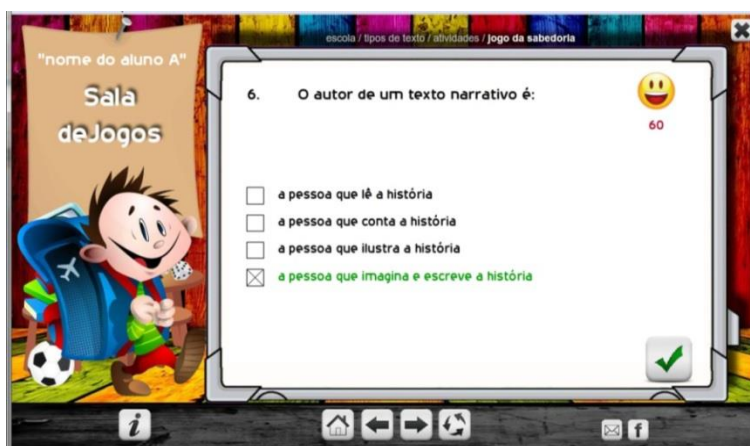 escola / tipos de texto / atividades / jogo da sabedoria
"nome do aluno A"
Sala
deJogos
6. O autor de um texto narrativo é:
60
a pessoa que lê a história
a pessoa que conta a história
a pessoa que ilustra a história
a pessoa que imagina e escreve a história
i
f